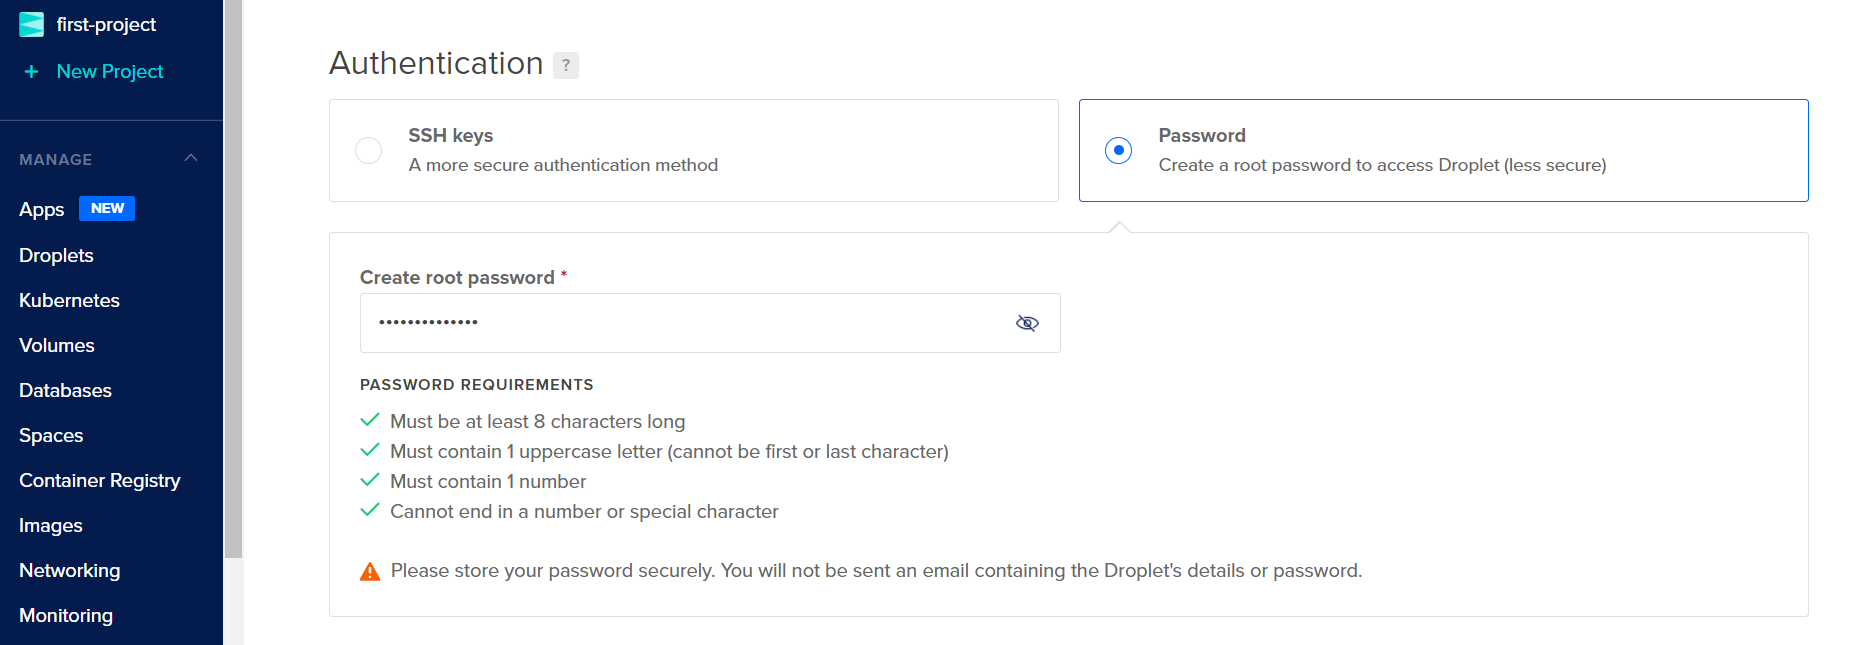 first-project
+ New Project
MANAGE
Apps NEW
Droplets
Kubernetes
Volumes
Databases
Spaces
Container Registry
Images
Networking
Monitoring
Authentication ?
SSH keys
A more secure authentication method
Password
Create a root password to access Droplet (less secure)
Create root password *
••••••••••••••
PASSWORD REQUIREMENTS
Must be at least 8 characters long
Must contain 1 uppercase letter (cannot be first or last character)
Must contain 1 number
Cannot end in a number or special character
Please store your password securely. You will not be sent an email containing the Droplet's details or password.